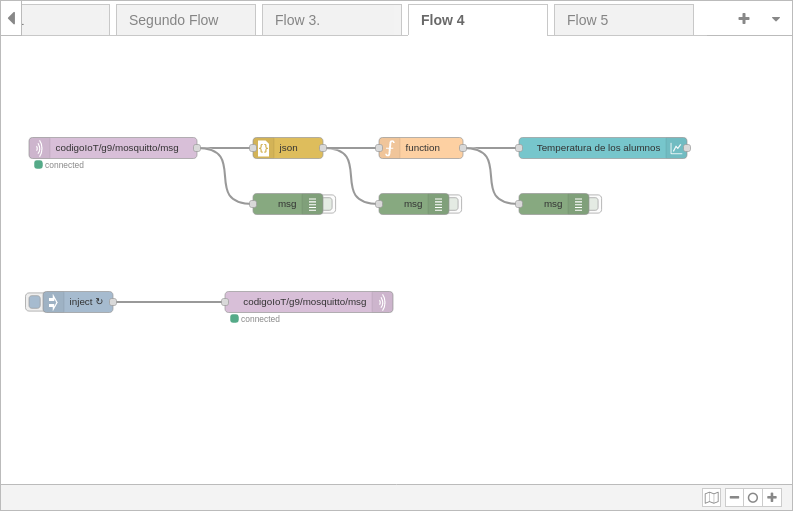 Segundo Flow
Flow 3.
Flow 4
Flow 5
codigoIoT/g9/mosquitto/msg
json
function
Temperatura de los alumnos
connected
msg
msg
msg
inject ↻
codigoIoT/g9/mosquitto/msg
connected